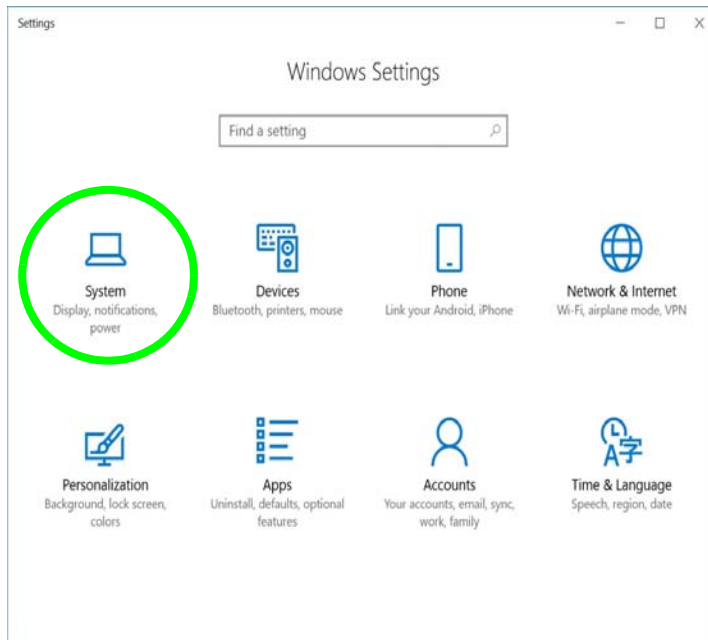 Settings
Windows Settings
Find a setting
System
Display, notifications,
power
Devices
Bluetooth, printers, mouse
Phone
Link your Android, iPhone
Network & Internet
Wi-Fi, airplane mode, VPN
Personalization
Background, lock screen,
colors
Apps
Uninstall, defaults, optional
features
Accounts
Your accounts, email, sync,
work, family
Time & Language
Speech, region, date